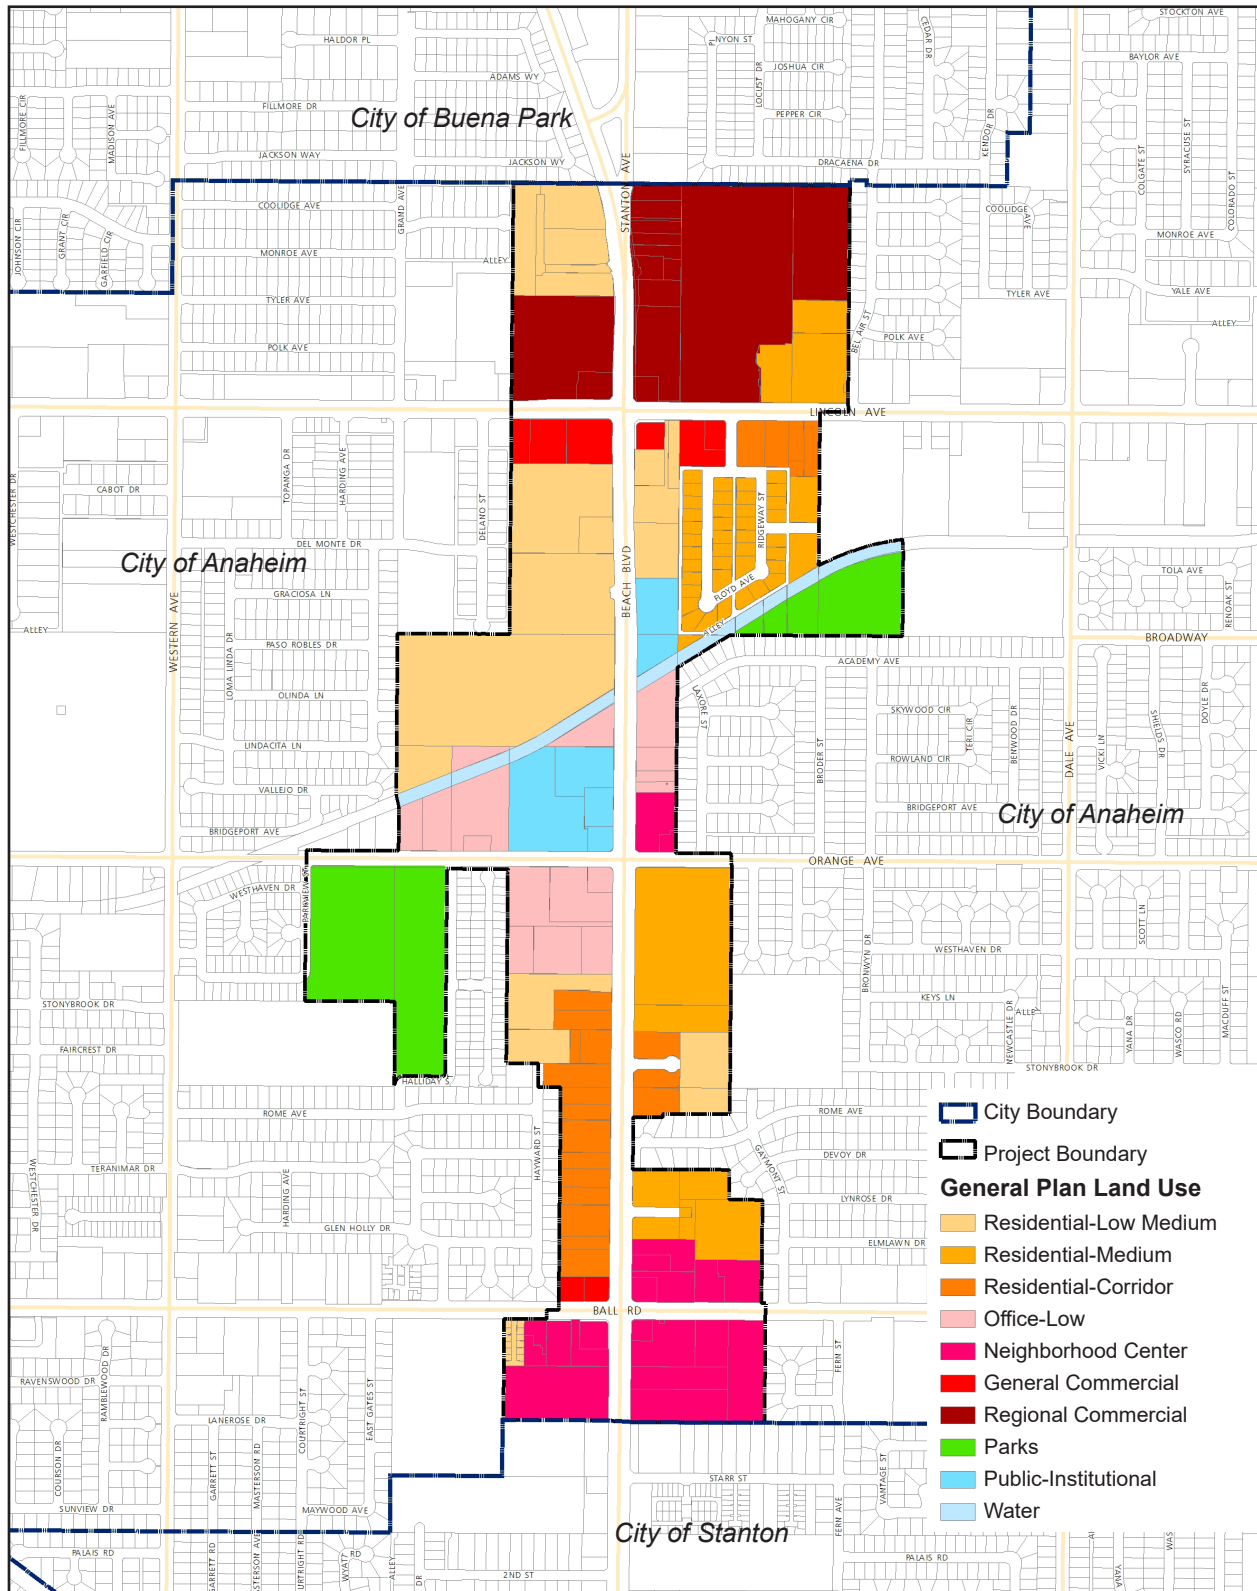 STOCKTON AVE
MAHOGANY CIR
CEDAR DR
HALDOR PL
NYON ST
BAYLOR AVE
JOSHUA CIR
LOCUST DR
ADAMS WY
FILLMORE CIR
MADISON AVE
FILLMORE DR
City of Buena Park
PEPPER CIR
KENDOR DR
COLGATE ST
SYRACUSE ST
JACKSON WAY
JACKSON WY
STANTON AVE
DRACAENA DR
COLORADO ST
GRAND AVE
COOLIDGE AVE
COOLIDGE AVE
JOHNSON CIR
GRANT CIR
GARFIELD CIR
MONROE AVE
MONROE AVE
ALLEY
TYLER AVE
TYLER AVE
YALE AVE
BEL AIR ST
ALLEY
POLK AVE
POLK AVE
LINCOLN AVE
WESTCHESTER DR
CABOT DR
TOPANGA DR
HARDING AVE
DELANO ST
RIDGEWAY ST
DEL MONTE DR
City of Anaheim
BEACH BLVD
TOLA AVE
GRACIOSA LN
FLOYD AVE
RENOAK ST
ALLEY
WESTERN AVE
LOMA LINDA DR
PASO ROBLES DR
ALLEY
BROADWAY
ACADEMY AVE
OLINDA LN
LAXORE ST
SKYWOOD CIR
TERI CIR
BENWOOD DR
DALE AVE
VICKI LN
SHIELDS DR
DOYLE DR
LINDACITA LN
BRODER ST
ROWLAND CIR
VALLEJO DR
BRIDGEPORT AVE
City of Anaheim
BRIDGEPORT AVE
ORANGE AVE
WESTHAVEN DR
SCOTT LN
WESTHAVEN DR
BRONWYN DR
STONYBROOK DR
KEYS LN
NEWCASTLE DR
ALLEY
YANA DR
WASCO RD
MACDUFF ST
FAIRCREST DR
STONYBROOK DR
HALLIDAY S
ROME AVE
ROME AVE
City Boundary
HAYWARD ST
GAYMONT ST
DEVOY DR
Project Boundary
WESTCHESTER DR
TERANIMAR DR
HARDING AVE
LYNROSE DR
General Plan Land Use
GLEN HOLLY DR
ELMLAWN DR
Residential-Low Medium
Residential-Medium
Residential-Corridor
BALL RD
Office-Low
FERN ST
Neighborhood Center
RAVENSWOOD DR
RAMBLEWOOD DR
General Commercial
LANEROSE DR
COURTRIGHT ST
EAST GATES ST
Regional Commercial
COURSON DR
GARRETT ST
MASTERSON RD
Parks
STARR ST
VANTAGE ST
Public-Institutional
SUNVIEW DR
MAYWOOD AVE
FERN AVE
Water
City of Stanton
PALAIS RD
WYATT RD
ALLEY
DR
2ND ST
PALAIS RD
YANA
WAS